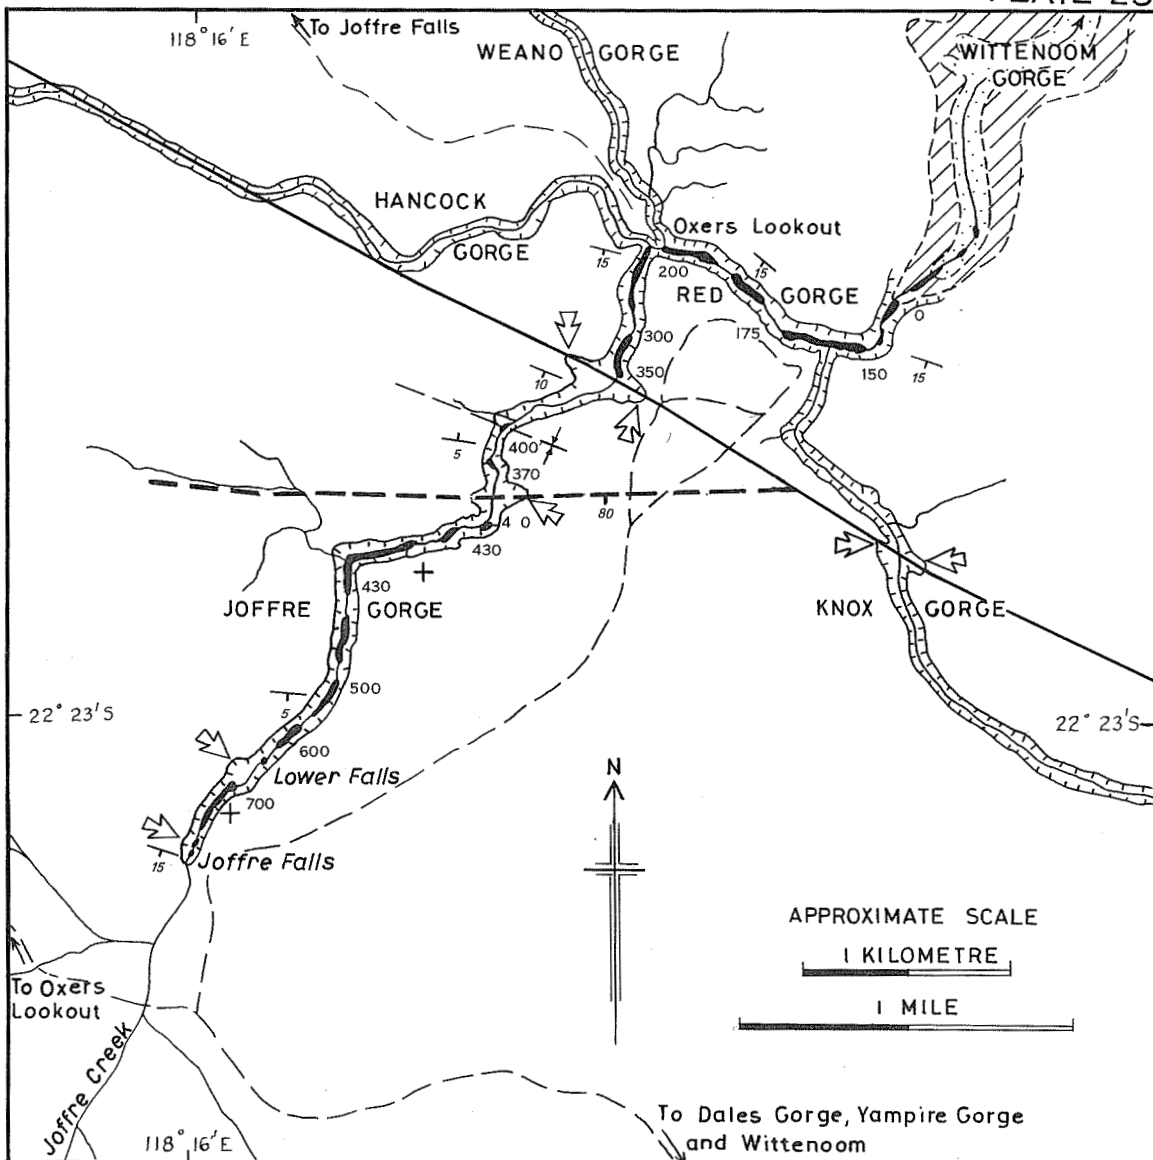 118° 16' E
To Joffre Falls
WEANO GORGE
WITTENOOM
GORGE
HANCOCK
GORGE
Oxers Lookout
15
200
15
RED GORGE
0
300
175
350
150
15
10
400
5
370
80
4 0
430
430
JOFFRE GORGE
KNOX GORGE
500
5
22° 23' S
22° 23' S
600
Lower Falls
N
700
15
Joffre Falls
APPROXIMATE SCALE
1 KILOMETRE
1 MILE
To Oxers
Lookout
Joffre Creek
To Dales Gorge, Yampire Gorge
and Wittenoom
118° 16' E